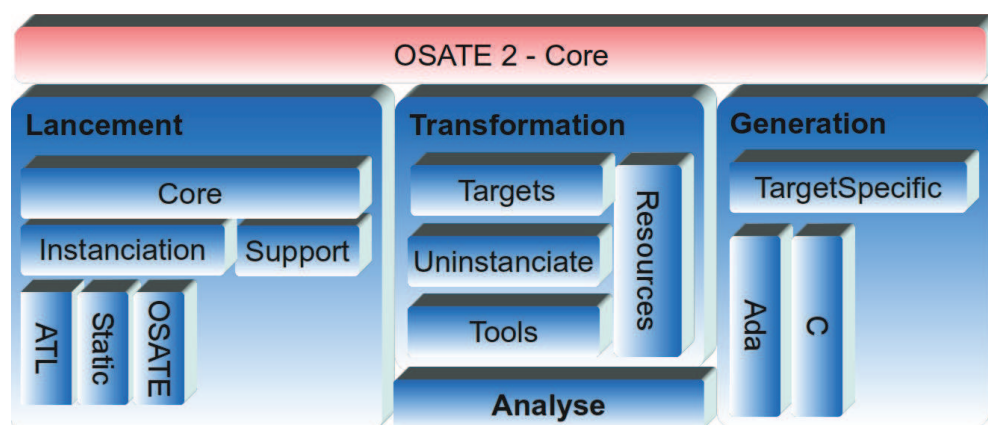 OSATE 2 - Core
Lancement
Core
Instanciation
Support
ATL
Static
OSATE
Transformation
Targets
Uninstanciate
Tools
Resources
Analyse
Generation
TargetSpecific
Ada
C